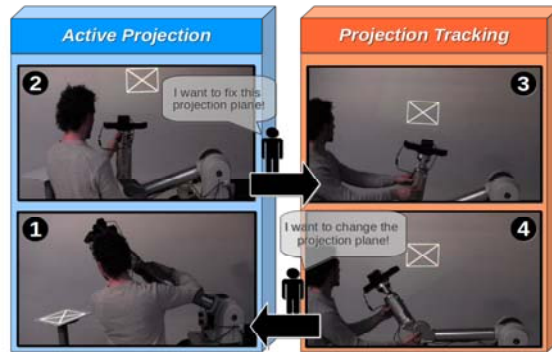 Active Projection
Projection Tracking
2
I want to fix this
projection plane!
3
1
I want to change the
projection plane!
4